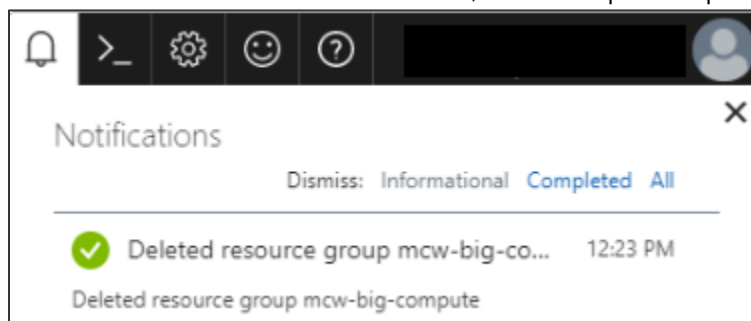 >_
Notifications
Dismiss: Informational Completed All
Deleted resource group mcw-big-co... 12:23 PM
Deleted resource group mcw-big-compute